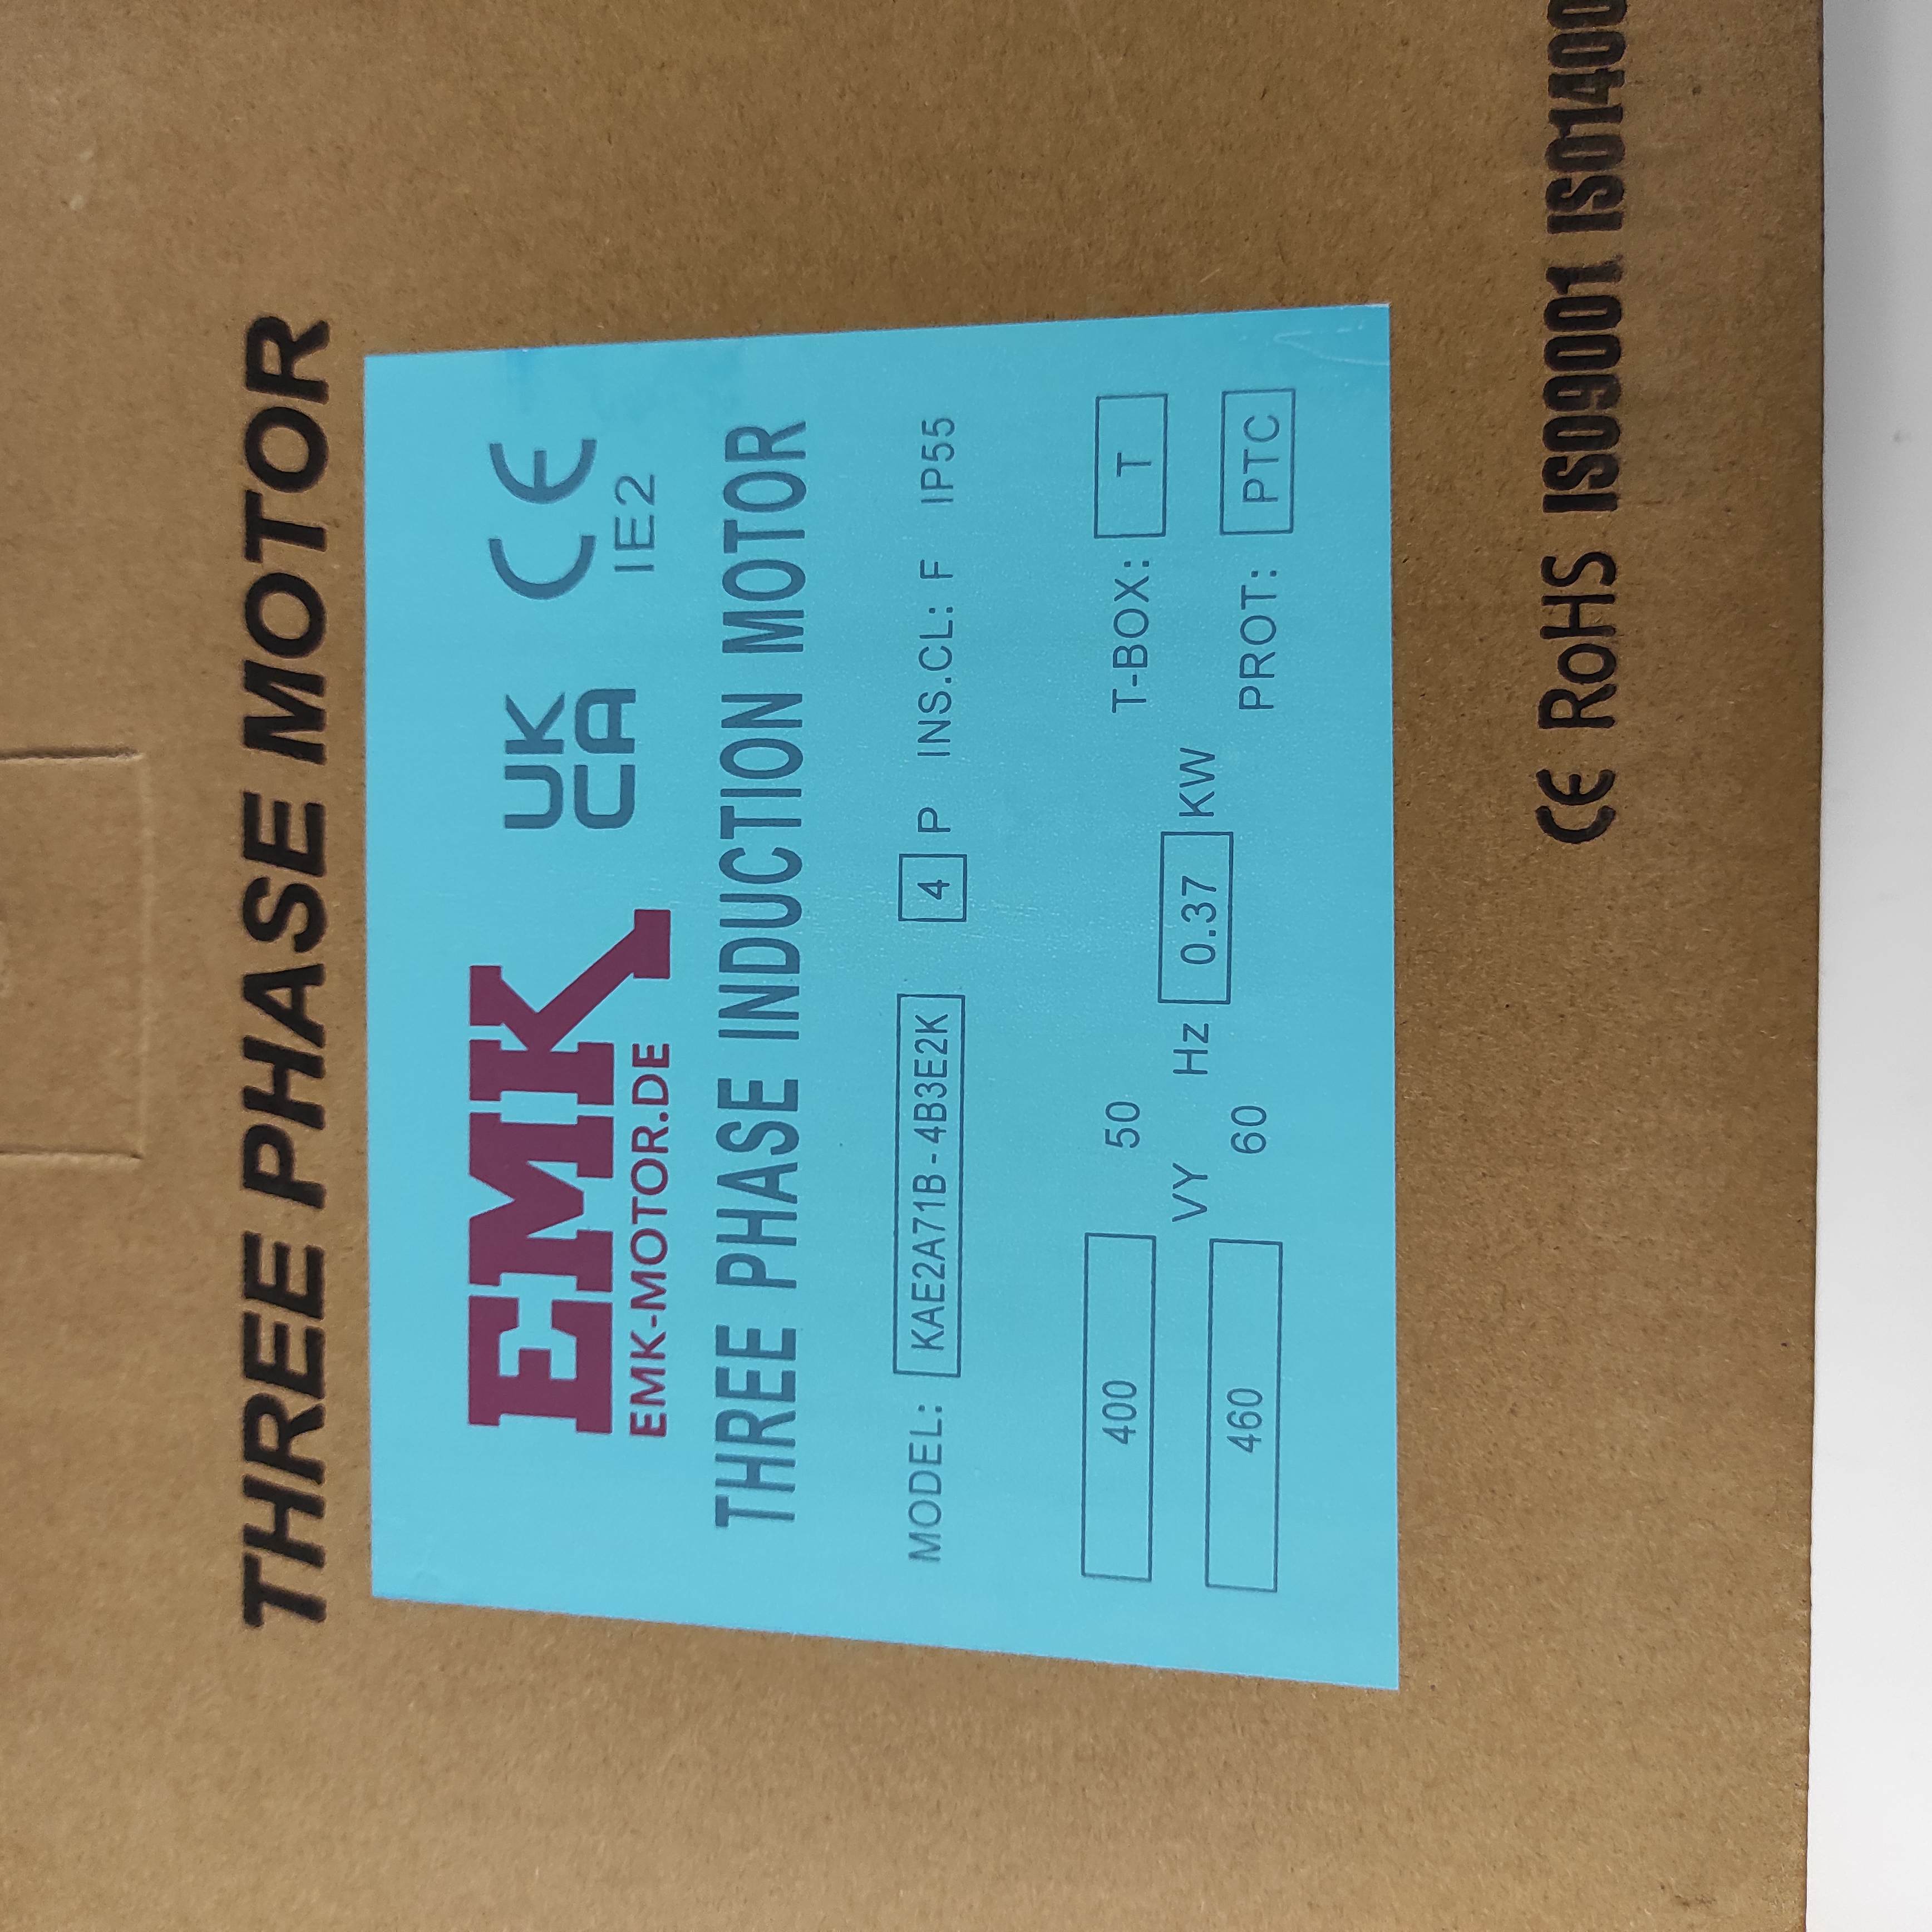 THREE PHASE MOTOR
EMK
EMK-MOTOR.DE
UK
CA
CE
IE2
THREE PHASE INDUCTION MOTOR
MODEL: KAE2A71B-4B3E2K 4 P INS.CL: F IP55
400 50 T-BOX: T
VY Hz 0.37 KW
460 60 PROT: PTC
CE RoHS ISO9001 ISO1400